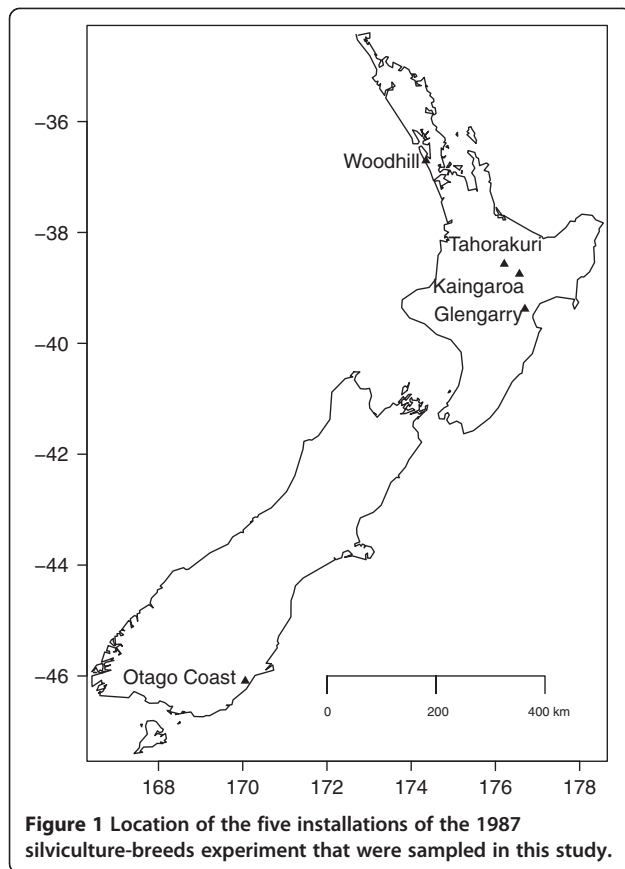 −36
Woodhill
−38
Tahorakuri
Kaingaroa
Glengarry
−40
−42
−44
Otago Coast
−46
0 200 400 km
168 170 172 174 176 178
Figure 1 Location of the five installations of the 1987
silviculture-breeds experiment that were sampled in this study.